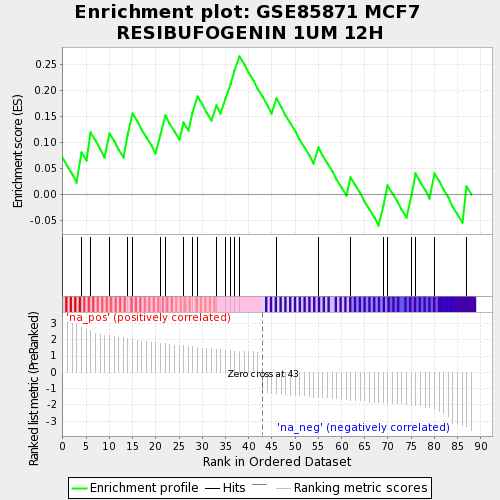 Enrichment plot: GSE85871 MCF7
RESIBUFOGENIN 1UM 12H
Enrichment score (ES)
0.25
0.20
0.15
0.10
0.05
0.00
-0.05
'na_pos' (positively correlated)
Ranked list metric (PreRanked)
3
2
1
0
-1
-2
-3
Zero cross at 43
'na_neg' (negatively correlated)
0 5 10 15 20 25 30 35 40 45 50 55 60 65 70 75 80 85 90
Rank in Ordered Dataset
Enrichment profile Hits Ranking metric scores